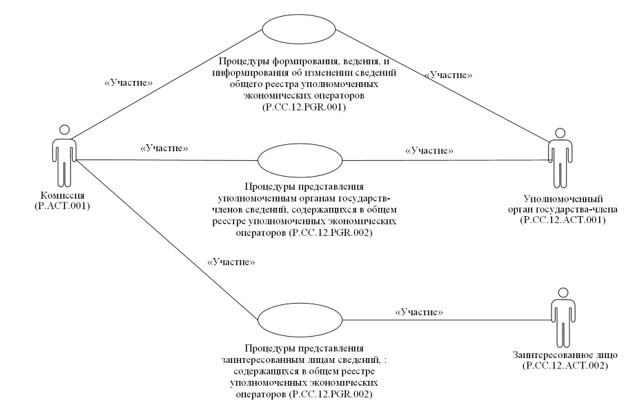 Процедуры формирования, ведения, и
информирования об изменении сведений
общего реестра уполномоченных
экономических операторов
(P.CC.12.PGR.001)
«Участие»
«Участие»
«Участие»
«Участие»
Комиссия
(P.ACT.001)
Процедуры представления
уполномоченным органам государств-
членов сведений, содержащихся в общем
реестре уполномоченных экономических
операторов (P.CC.12.PGR.002)
Уполномоченный
орган государства-члена
(P.CC.12.ACT.001)
«Участие»
«Участие»
Процедуры представления
заинтересованным лицам сведений, :
содержащихся в общем реестре
уполномоченных экономических
операторов (P.CC.12.PGR.002)
Заинтересованное лицо
(P.CC.12.ACT.002)